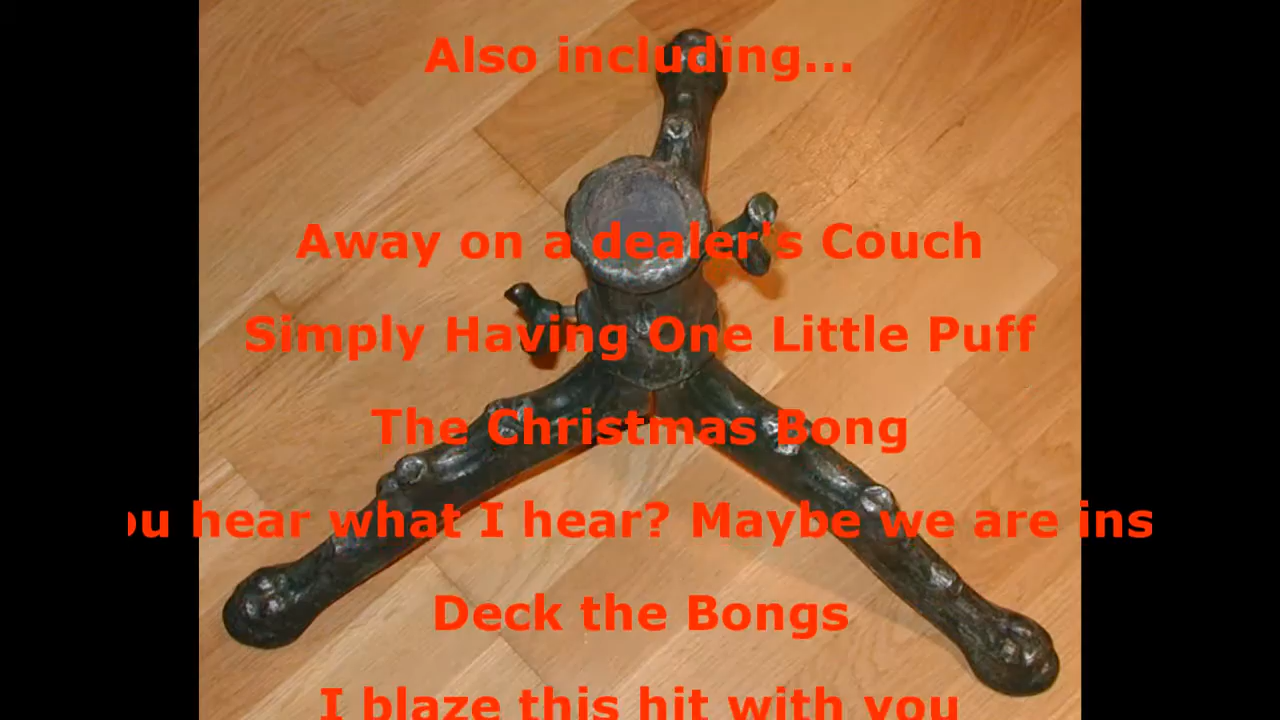 Also including...
Away on a dealer's Couch
Simply Having One Little Puff
The Christmas Bong
hear what I hear? Maybe we are
Deck the Bongs
I blaze this hit with you